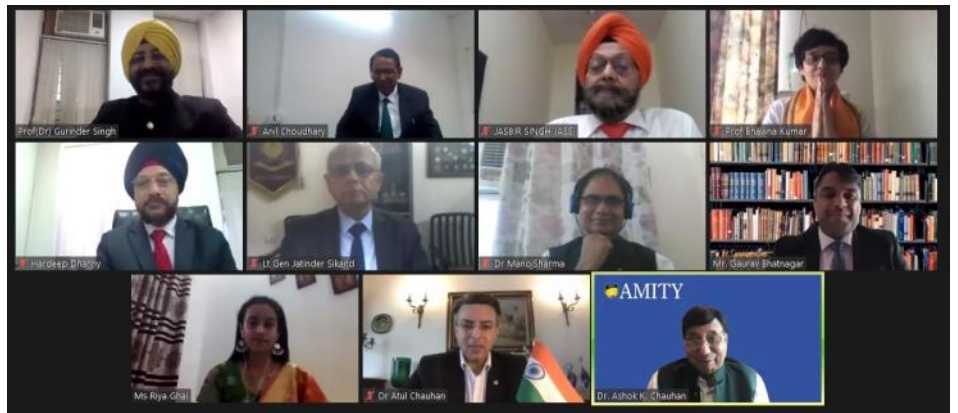 Prof(Dr) Gurinder Singh
Anil Choudhary
JASBIR SINGH JASSI
Prof Bhawna Kumar
Hardeep Dhanny
Lt Gen Jatinder Sikand
Dr Manoj Sharma
Mr. Gaurav Bhatnagar
Ms Riya Ghai
Dr Atul Chauhan
AMITY
Dr. Ashok K. Chauhan